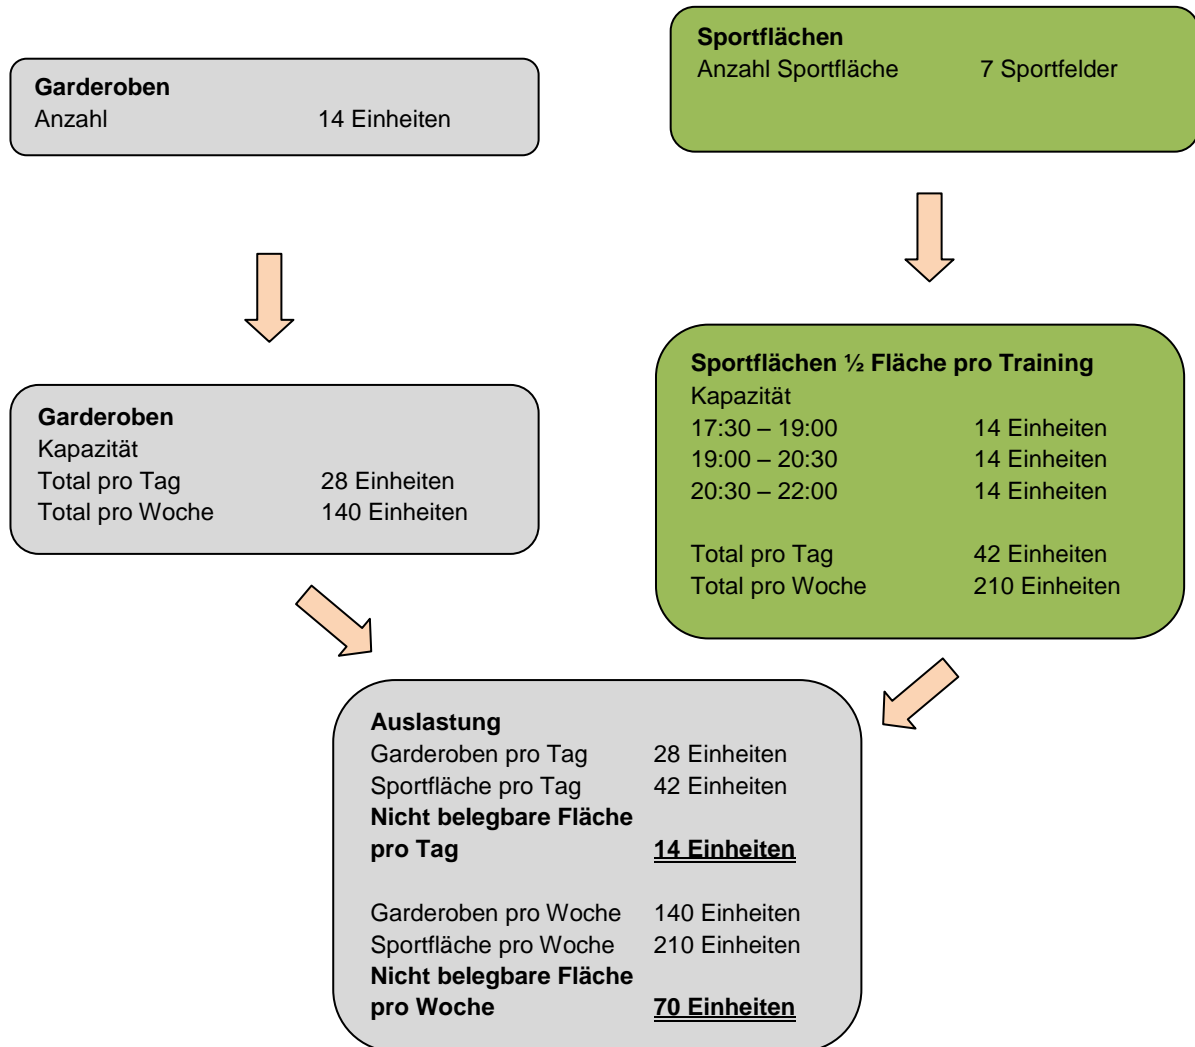 Garderoben
Anzahl 14 Einheiten
Sportflächen
Anzahl Sportfläche 7 Sportfelder
Garderoben
Kapazität
Total pro Tag 28 Einheiten
Total pro Woche 140 Einheiten
Sportflächen ½ Fläche pro Training
Kapazität
17:30 – 19:00 14 Einheiten
19:00 – 20:30 14 Einheiten
20:30 – 22:00 14 Einheiten
Total pro Tag 42 Einheiten
Total pro Woche 210 Einheiten
Auslastung
Garderoben pro Tag 28 Einheiten
Sportfläche pro Tag 42 Einheiten
Nicht belegbare Fläche
pro Tag 14 Einheiten
Garderoben pro Woche 140 Einheiten
Sportfläche pro Woche 210 Einheiten
Nicht belegbare Fläche
pro Woche 70 Einheiten